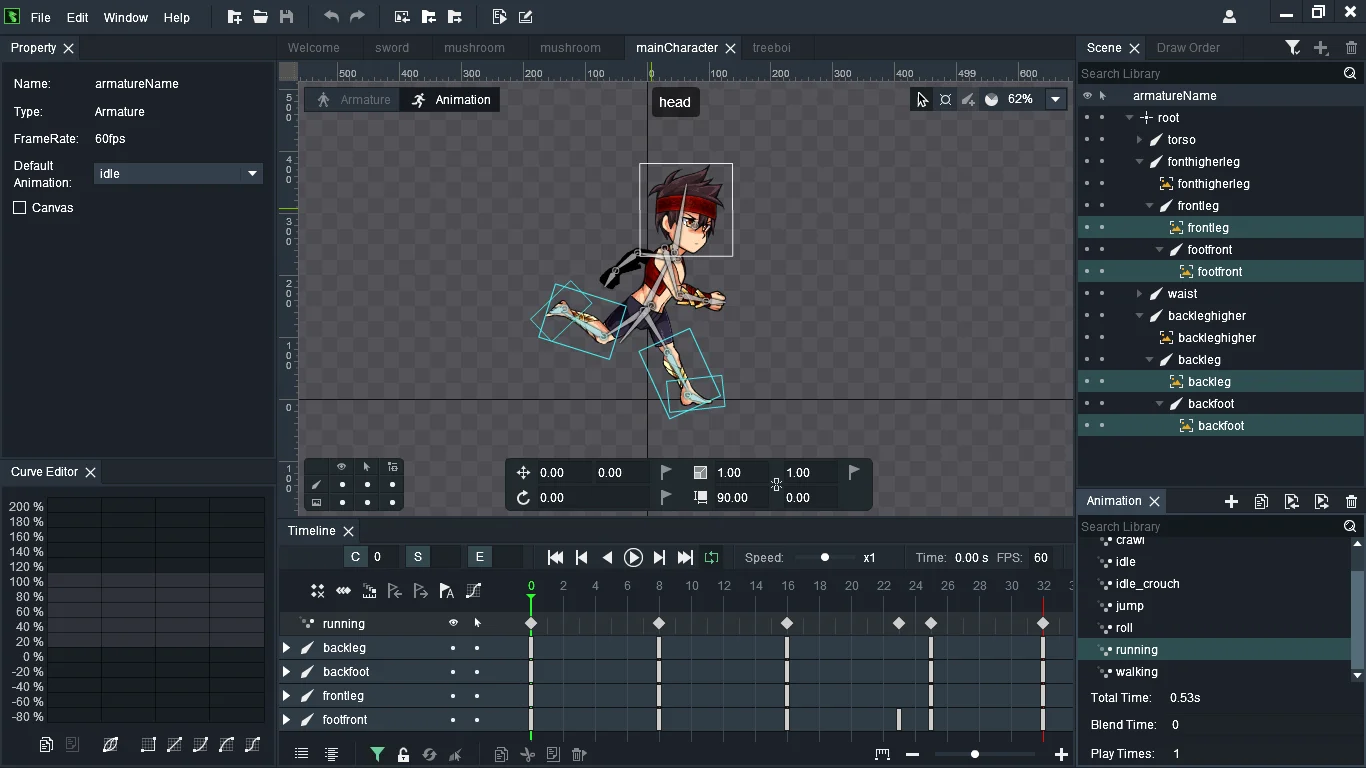 File Edit Window Help
Property
Name: armatureName
Type: Armature
FrameRate: 60fps
Default Animation: idle
Canvas
Welcome sword mushroom mushroom mainCharacter treeboi
500 400 300 200 100 0 100 200 300 400 499 600
500
400
300
200
100
0
100
Armature Animation
head
62%
0.00 0.00 1.00 1.00
0.00 90.00 0.00
Scene Draw Order
Search Library
armatureName
root
torso
fonthigherleg
fonthigherleg
frontleg
frontleg
footfront
footfront
waist
backleghigher
backleghigher
backleg
backleg
backfoot
backfoot
Curve Editor
200 %
180 %
160 %
140 %
120 %
100 %
80 %
60 %
40 %
20 %
0 %
-20 %
-40 %
-60 %
-80 %
Timeline
C 0 S E Speed: x1 Time: 0.00 s FPS: 60
0 2 4 6 8 10 12 14 16 18 20 22 24 26 28 30 32
running
backleg
backfoot
frontleg
footfront
Animation
Search Library
crawl
idle
idle_crouch
jump
roll
running
walking
Total Time: 0.53s
Blend Time: 0
Play Times: 1